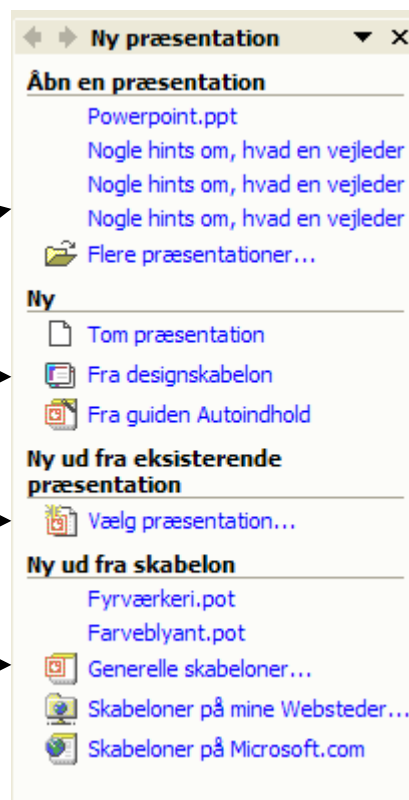 Ny præsentation
Åbn en præsentation
Powerpoint.ppt
Nogle hints om, hvad en vejleder
Nogle hints om, hvad en vejleder
Nogle hints om, hvad en vejleder
Flere præsentationer...
Ny
Tom præsentation
Fra designskabelon
Fra guiden Autoindhold
Ny ud fra eksisterende
præsentation
Vælg præsentation...
Ny ud fra skabelon
Fyrværkeri.pot
Farveblyant.pot
Generelle skabeloner...
Skabeloner på mine Websteder...
Skabeloner på Microsoft.com